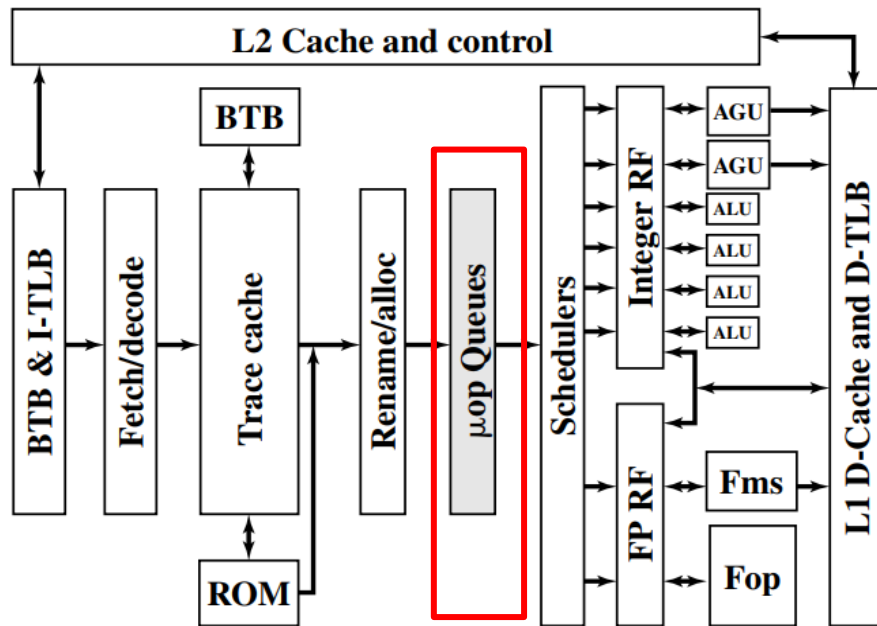 L2 Cache and control
BTB
BTB & I-TLB
Fetch/decode
Trace cache
ROM
Rename/alloc
μop Queues
Schedulers
Integer RF
FP RF
AGU
AGU
ALU
ALU
ALU
ALU
Fms
Fop
L1 D-Cache and D-TLB